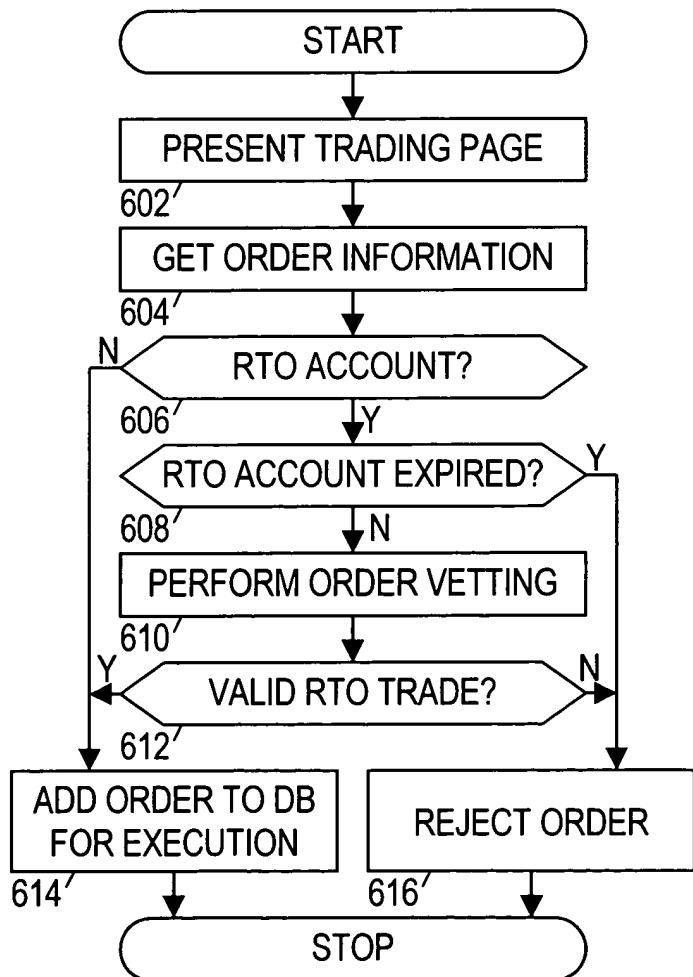 START
PRESENT TRADING PAGE
602
GET ORDER INFORMATION
604
N
RTO ACCOUNT?
606
Y
RTO ACCOUNT EXPIRED?
Y
608
N
PERFORM ORDER VETTING
610
Y
VALID RTO TRADE?
N
612
ADD ORDER TO DB
FOR EXECUTION
614
REJECT ORDER
616
STOP